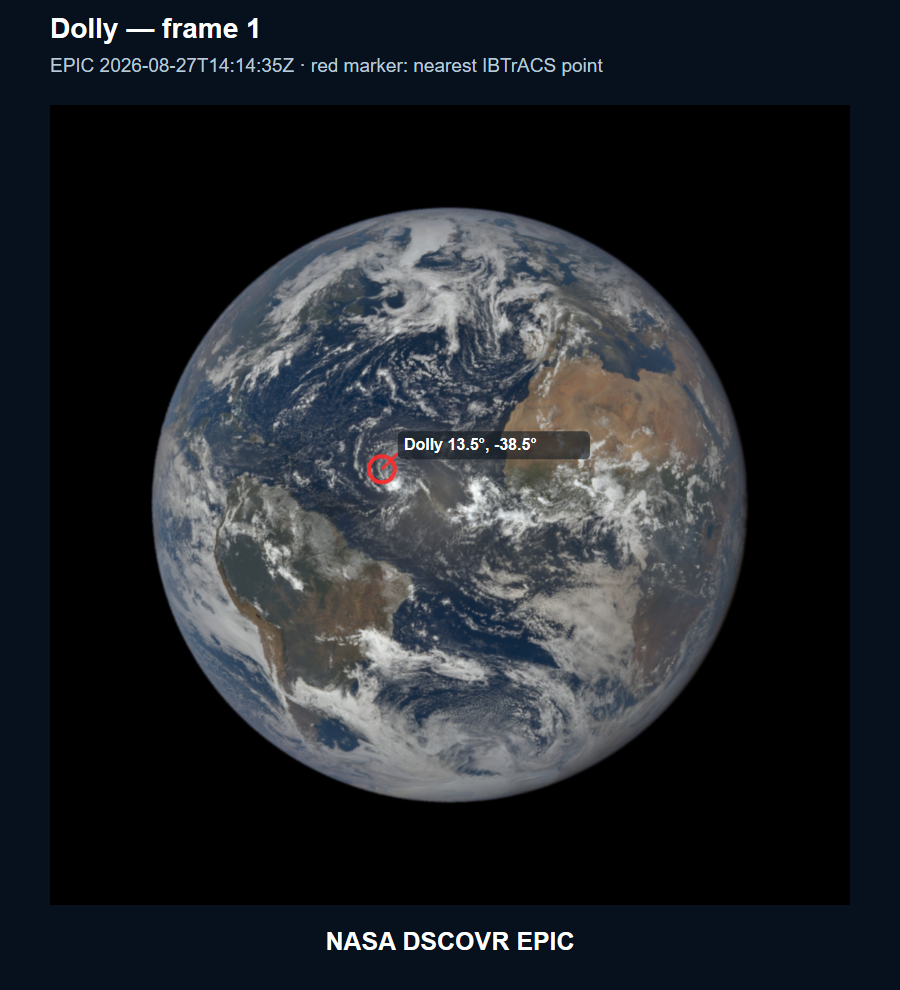 Dolly — frame 1
EPIC 2026-08-27T14:14:35Z · red marker: nearest IBTrACS point
Dolly 13.5°, -38.5°
NASA DSCOVR EPIC